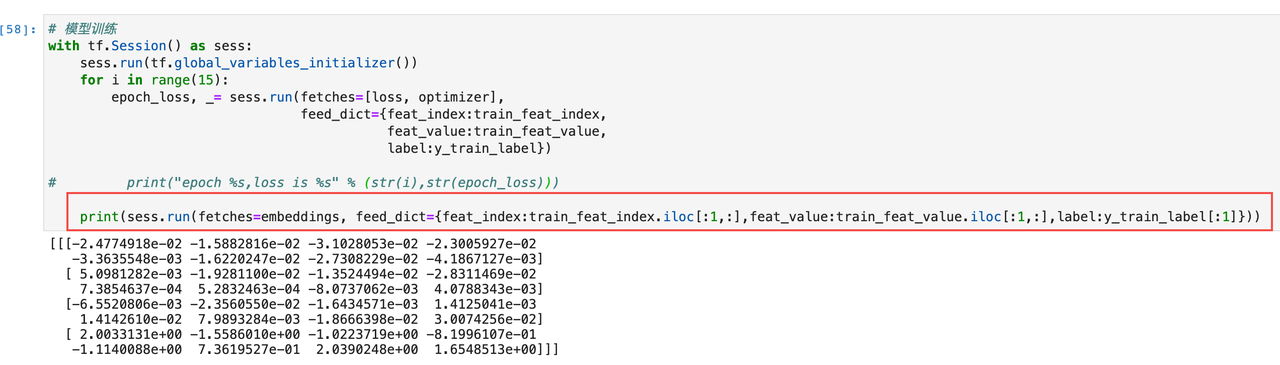 [58]: # 模型训练
with tf.Session() as sess:
    sess.run(tf.global_variables_initializer())
    for i in range(15):
        epoch_loss, _= sess.run(fetches=[loss, optimizer],
                                feed_dict={feat_index:train_feat_index,
                                           feat_value:train_feat_value,
                                           label:y_train_label})
#         print("epoch %s,loss is %s" % (str(i),str(epoch_loss)))
    print(sess.run(fetches=embeddings, feed_dict={feat_index:train_feat_index.iloc[:1,:],feat_value:train_feat_value.iloc[:1,:],label:y_train_label[:1]}))
[[[-2.4774918e-02 -1.5882816e-02 -3.1028053e-02 -2.3005927e-02
   -3.3635548e-03 -1.6220247e-02 -2.7308229e-02 -4.1867127e-03]
  [ 5.0981282e-03 -1.9281100e-02 -1.3524494e-02 -2.8311469e-02
    7.3854637e-04  5.2832463e-04 -8.0737062e-03  4.0788343e-03]
  [-6.5520806e-03 -2.3560550e-02 -1.6434571e-03  1.4125041e-03
    1.4142610e-02  7.9893284e-03 -1.8666398e-02  3.0074256e-02]
  [ 2.0033131e+00 -1.5586010e+00 -1.0223719e+00 -8.1996107e-01
   -1.1140088e+00  7.3619527e-01  2.0390248e+00  1.6548513e+00]]]